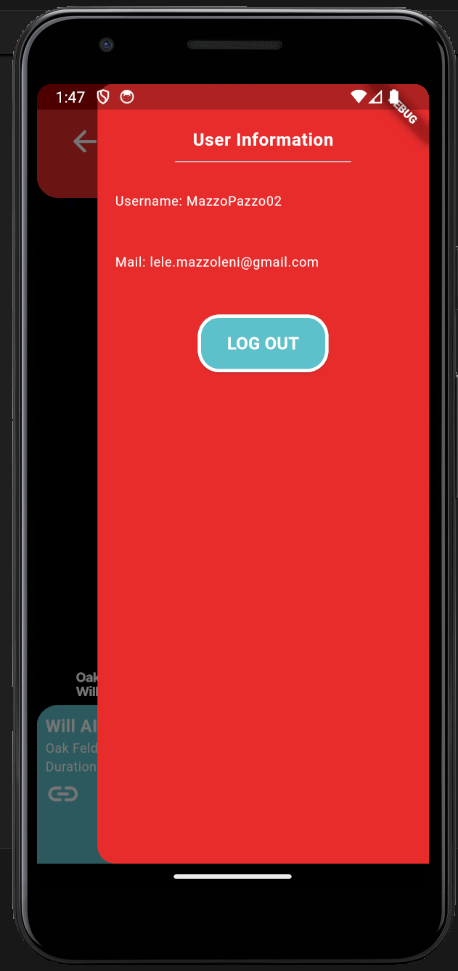 1:47
DEBUG
User Information
Username: MazzoPazzo02
Mail: lele.mazzoleni@gmail.com
LOG OUT
Oak
Will
Will Al
Oak Feld
Duration